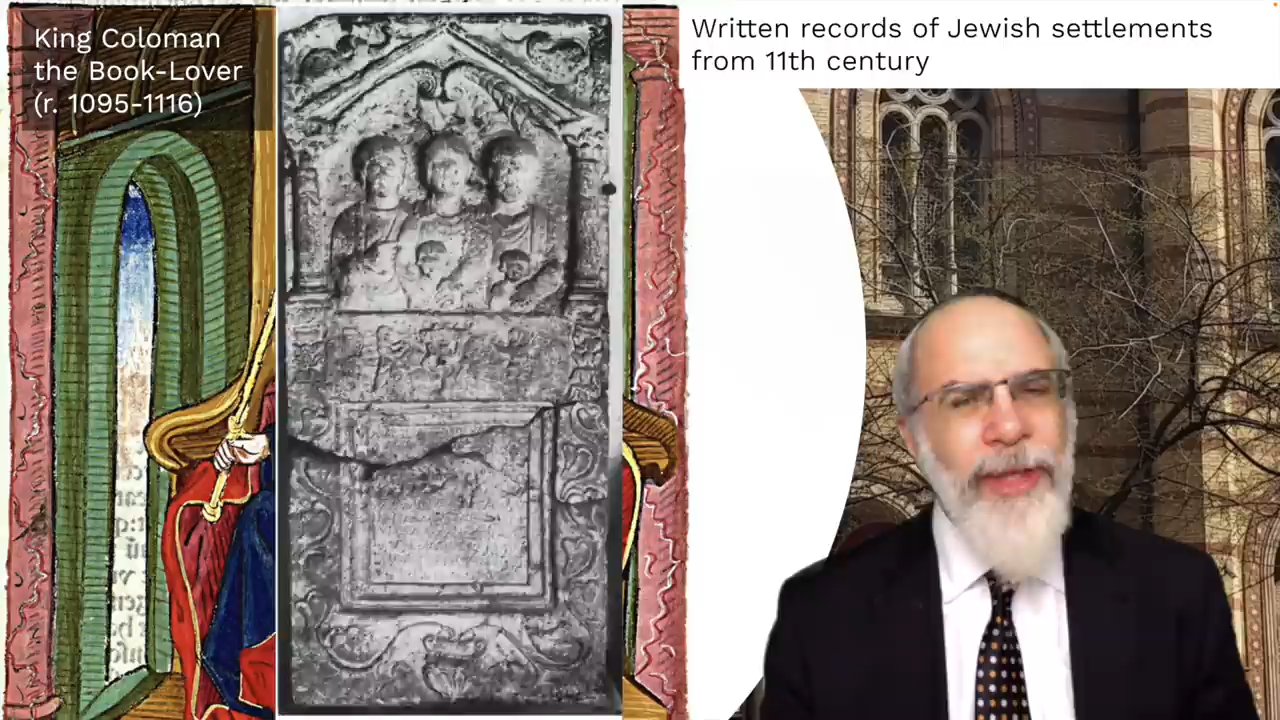 King Coloman
the Book-Lover
(r. 1095-1116)
Written records of Jewish settlements
from 11th century